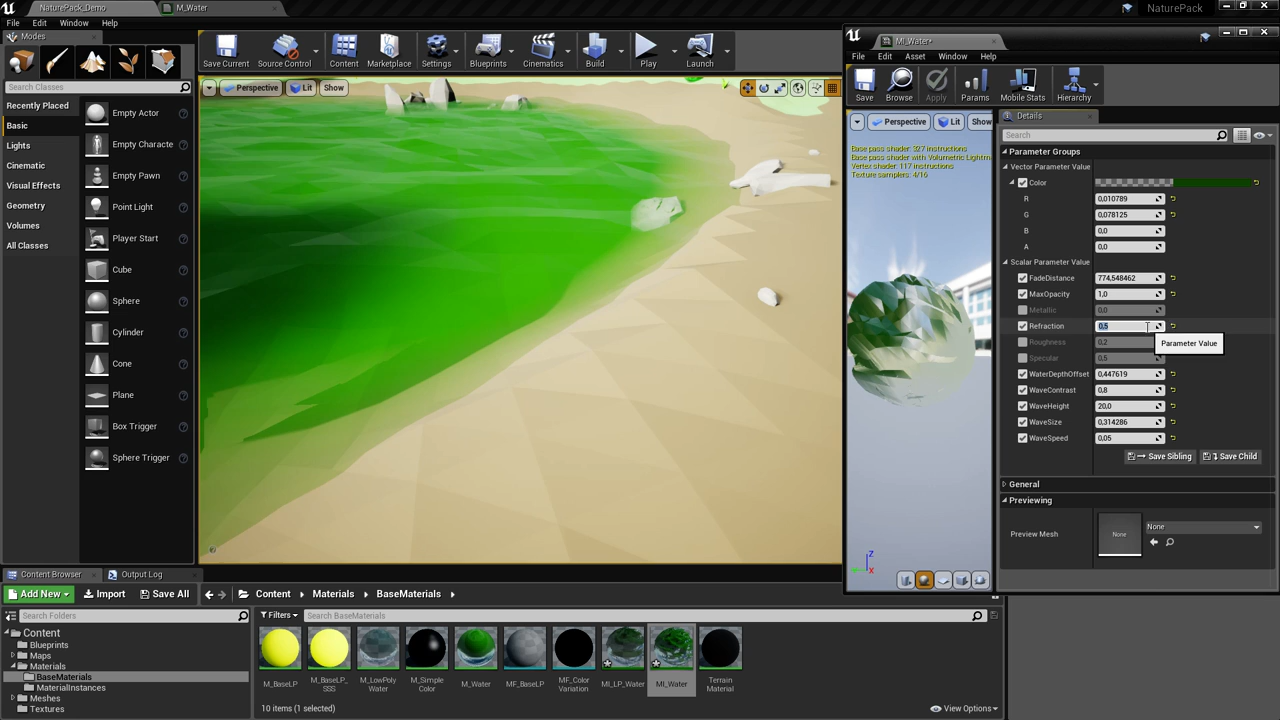 NaturePack_Demo
M_Water
NaturePack
File Edit Window Help
Modes
Search Classes
Recently Placed
Basic
Lights
Cinematic
Visual Effects
Geometry
Volumes
All Classes
Empty Actor
Empty Characte
Empty Pawn
Point Light
Player Start
Cube
Sphere
Cylinder
Cone
Plane
Box Trigger
Sphere Trigger
Save Current
Source Control
Content
Marketplace
Settings
Blueprints
Cinematics
Build
Play
Launch
Perspective
Lit
Show
MI_Water*
File Edit Asset Window Help
Save
Browse
Apply
Params
Mobile Stats
Hierarchy
Perspective
Lit
Show
Base pass shader: 327 instructions
Base pass shader with Volumetric Lightm
Vertex shader: 117 instructions
Texture samplers: 4/16
Z
X
Details
Search
Parameter Groups
Vector Parameter Value
Color
R 0,010789
G 0,078125
B 0,0
A 0,0
Scalar Parameter Value
FadeDistance 774,548462
MaxOpacity 1,0
Metallic 0,0
Refraction 0,5
Roughness 0,2
Specular 0,5
Parameter Value
WaterDepthOffset 0,447619
WaveContrast 0,8
WaveHeight 20,0
WaveSize 0,314286
WaveSpeed 0,05
Save Sibling
Save Child
General
Previewing
Preview Mesh
None
None
Content Browser
Output Log
Add New
Import
Save All
Content
Materials
BaseMaterials
Search Folders
Content
Blueprints
Maps
Materials
BaseMaterials
MaterialInstances
Meshes
Textures
Filters
Search BaseMaterials
M_BaseLP
M_BaseLP_
SSS
M_LowPoly
Water
M_Simple
Color
M_Water
MF_BaseLP
MF_Color
Variation
MI_LP_Water
MI_Water
Terrain
Material
10 items (1 selected)
View Options